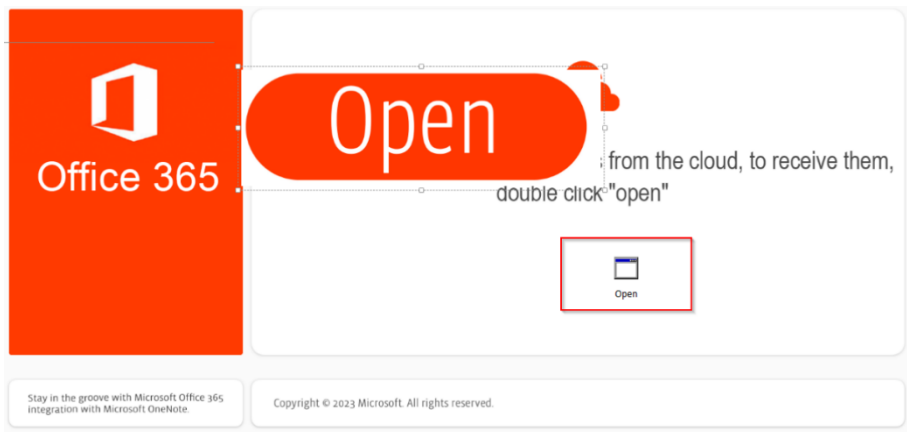 Office 365
Open
from the cloud, to receive them,
double click "open"
Open
Stay in the groove with Microsoft Office 365
integration with Microsoft OneNote.
Copyright © 2023 Microsoft. All rights reserved.